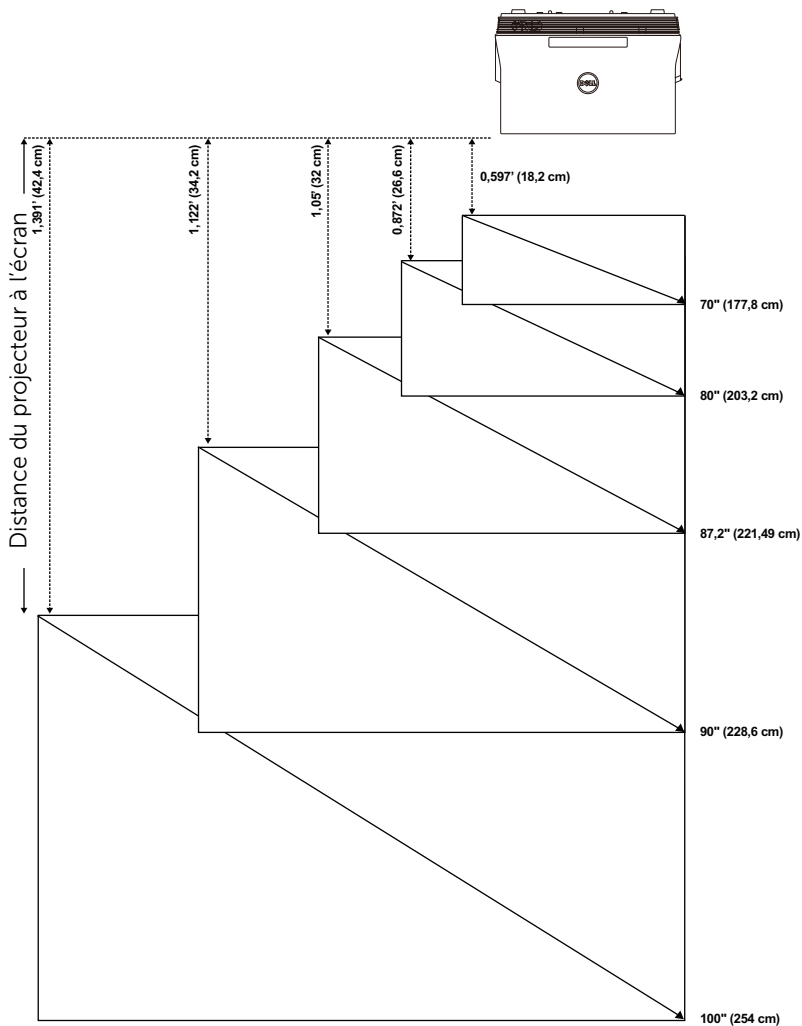 DELL
Distance du projecteur à l'écran
1,391' (42,4 cm)
1,122' (34,2 cm)
1,05' (32 cm)
0,872' (26,6 cm)
0,597' (18,2 cm)
70" (177,8 cm)
80" (203,2 cm)
87,2" (221,49 cm)
90" (228,6 cm)
100" (254 cm)